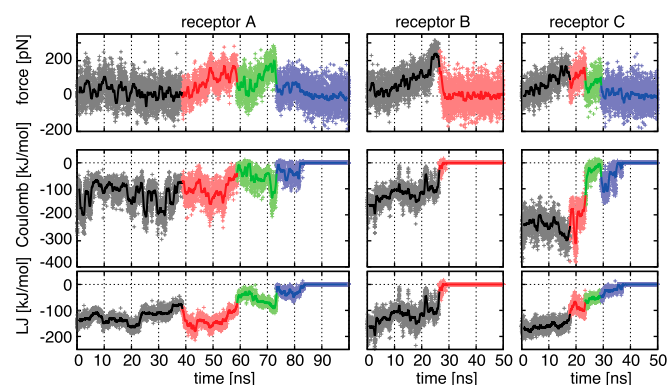 receptor A receptor B receptor C
force [pN]
200
100
0
-200
Coulomb [kJ/mol]
0
-100
-200
-300
-400
LJ [kJ/mol]
0
-100
-200
0 10 20 30 40 50 60 70 80 90 0 10 20 30 40 50 0 10 20 30 40 50
time [ns] time [ns] time [ns]